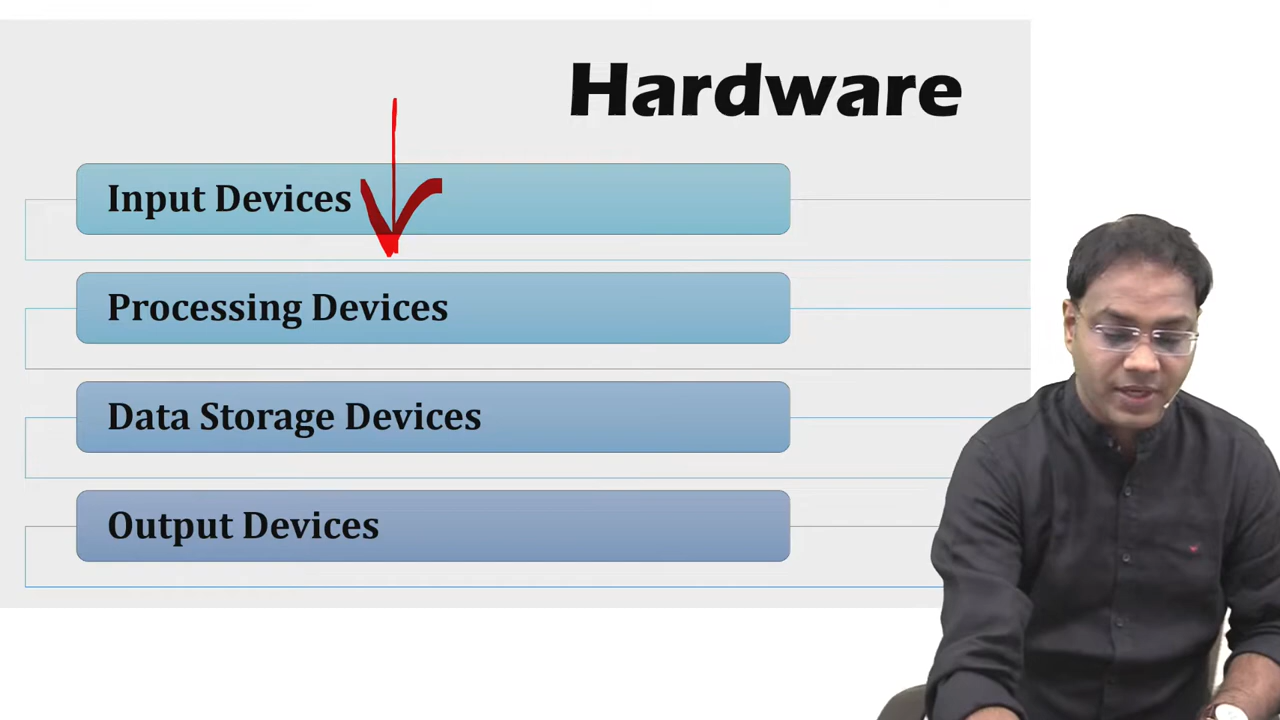 Hardware
Input Devices
Processing Devices
Data Storage Devices
Output Devices